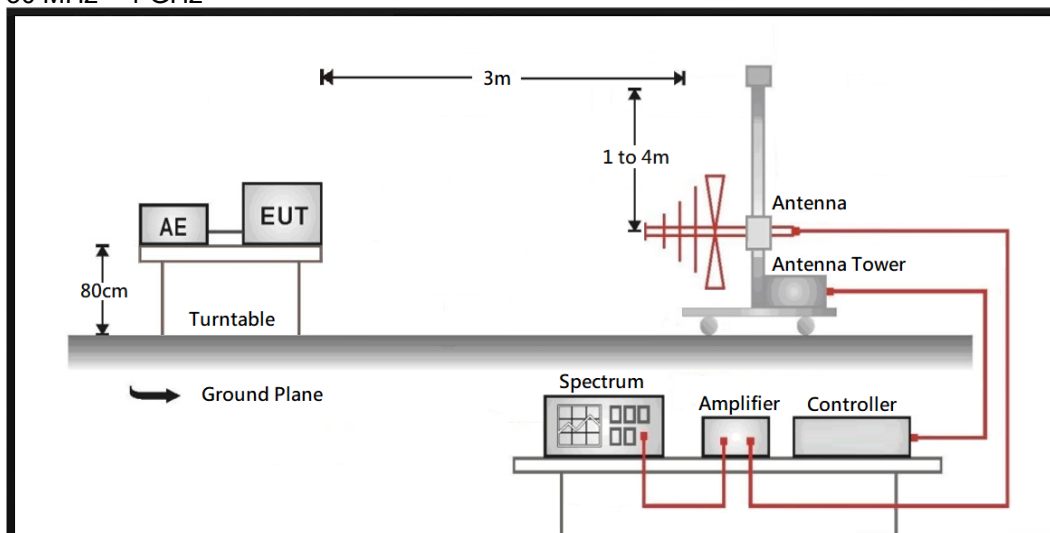 3m
1 to 4m
Antenna
AE
EUT
Antenna Tower
80cm
Turntable
Ground Plane
Spectrum
Amplifier
Controller